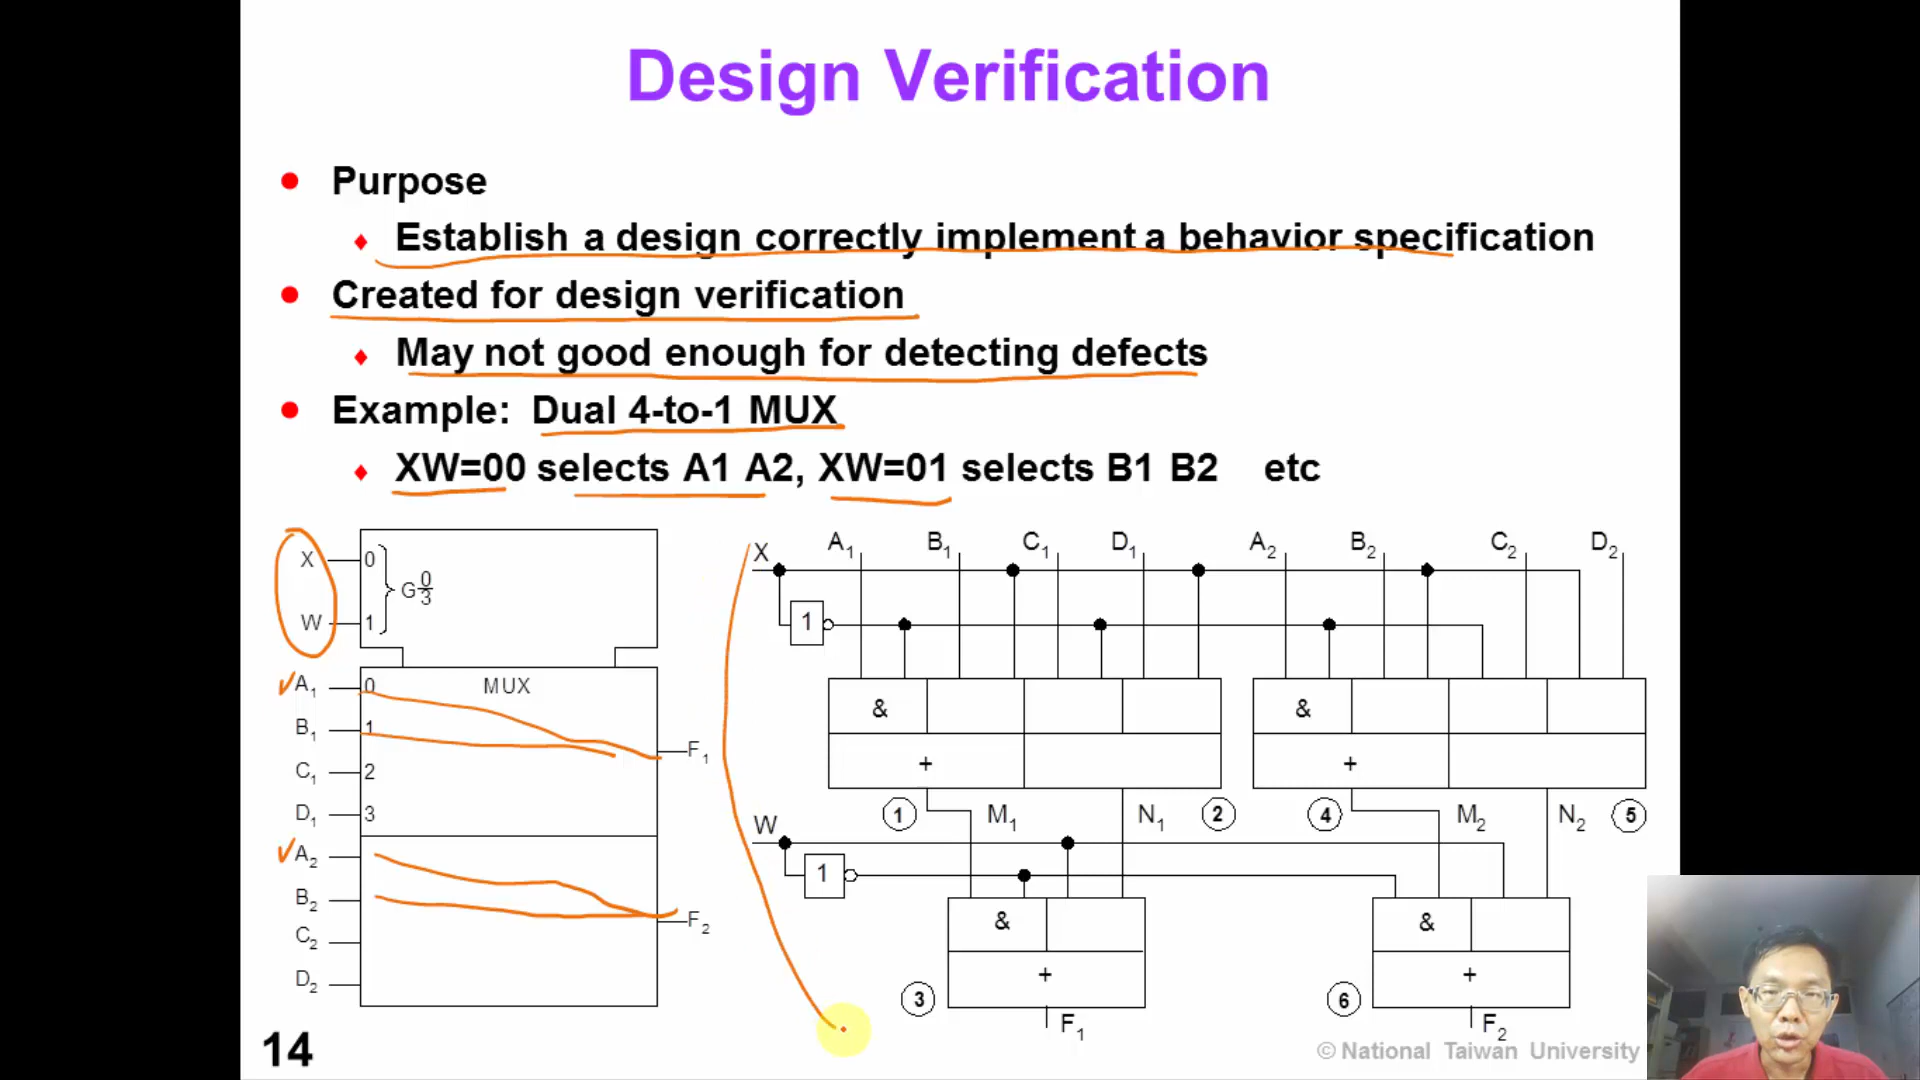 Design Verification
Purpose
Establish a design correctly implement a behavior specification
Created for design verification
May not good enough for detecting defects
Example: Dual 4-to-1 MUX
XW=00 selects A1 A2, XW=01 selects B1 B2 etc
X 0
G 0/3
W 1
A1 0 MUX
B1 1
F1
C1 2
D1 3
A2
B2
F2
C2
D2
X A1 B1 C1 D1 A2 B2 C2 D2
1
& &
+ +
1 M1 N1 2 4 M2 N2 5
W
1
& &
+ +
3 6
F1 F2
14
© National Taiwan University